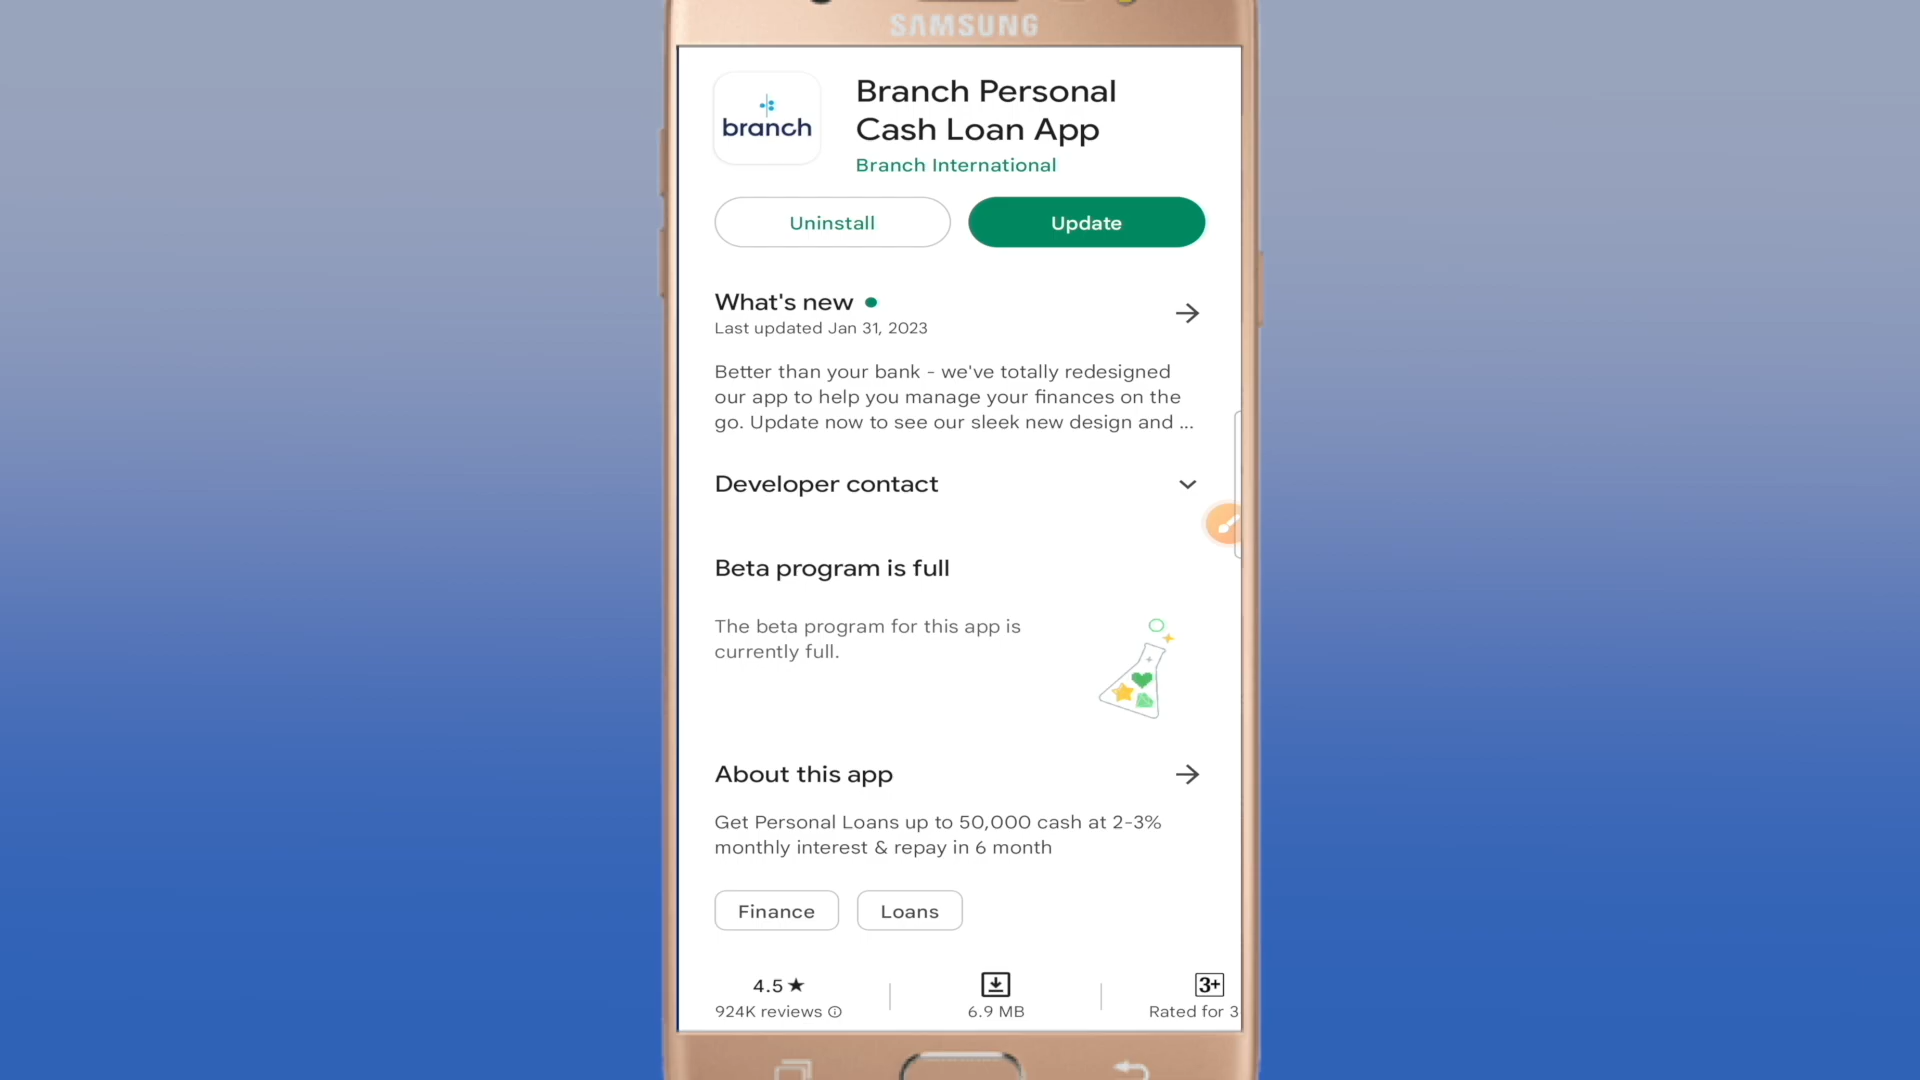 SAMSUNG
branch
Branch Personal
Cash Loan App
Branch International
Uninstall
Update
What's new
Last updated Jan 31, 2023
Better than your bank - we've totally redesigned
our app to help you manage your finances on the
go. Update now to see our sleek new design and ...
Developer contact
Beta program is full
The beta program for this app is
currently full.
About this app
Get Personal Loans up to 50,000 cash at 2-3%
monthly interest & repay in 6 month
Finance
Loans
4.5★
3+
924K reviews
6.9 MB
Rated for 3